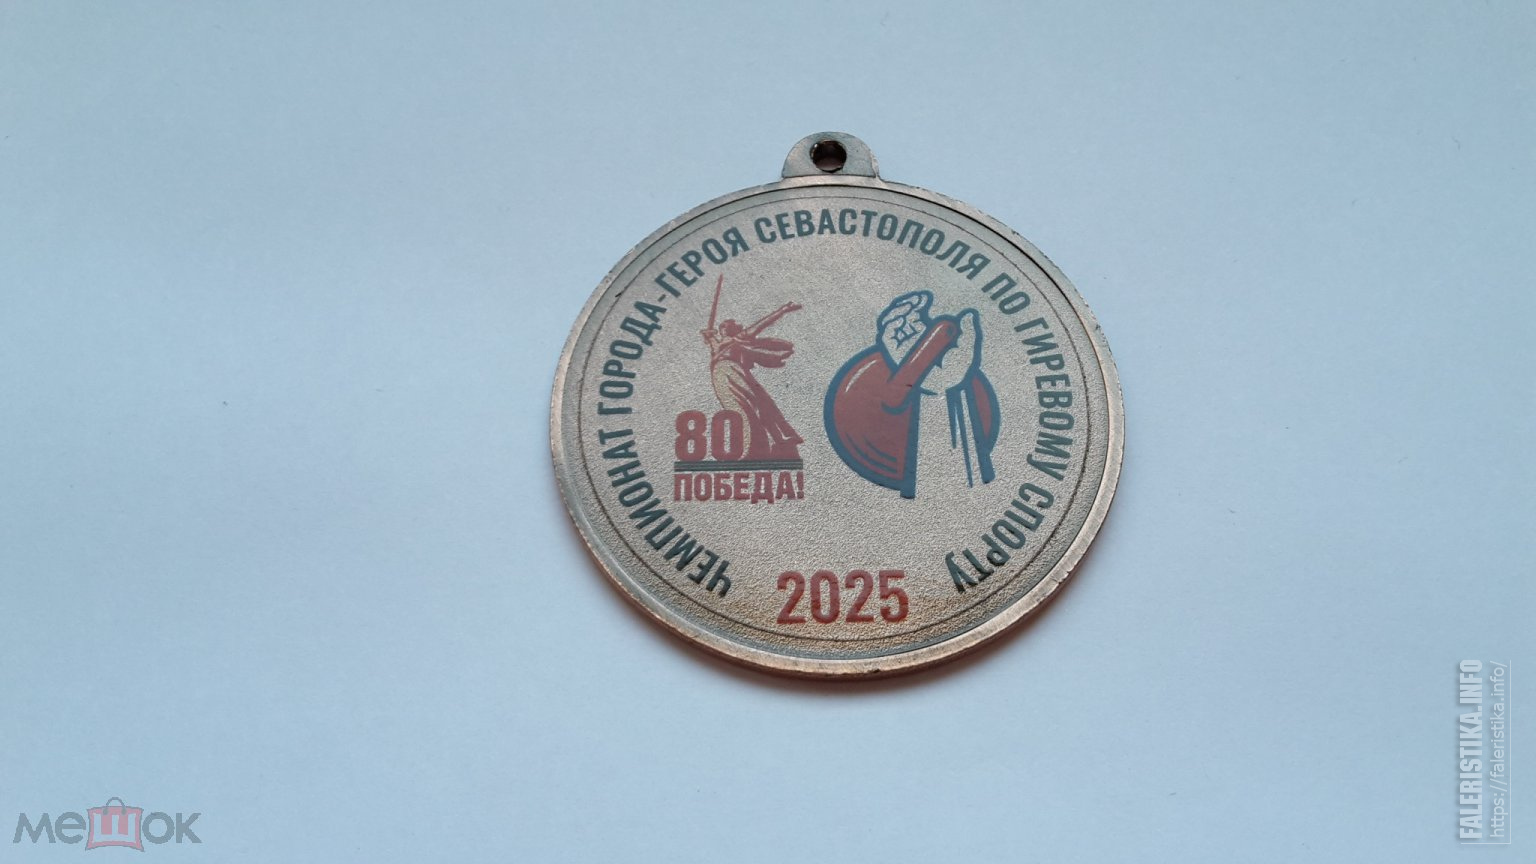 ЧЕМПИОНАТ ГОРОДА-ГЕРОЯ СЕВАСТОПОЛЯ ПО ГИРЕВОМУ СПОРТУ
80
ПОБЕДА!
2025
мешок
FALERISTIKA.INFO
https://faleristika.info/